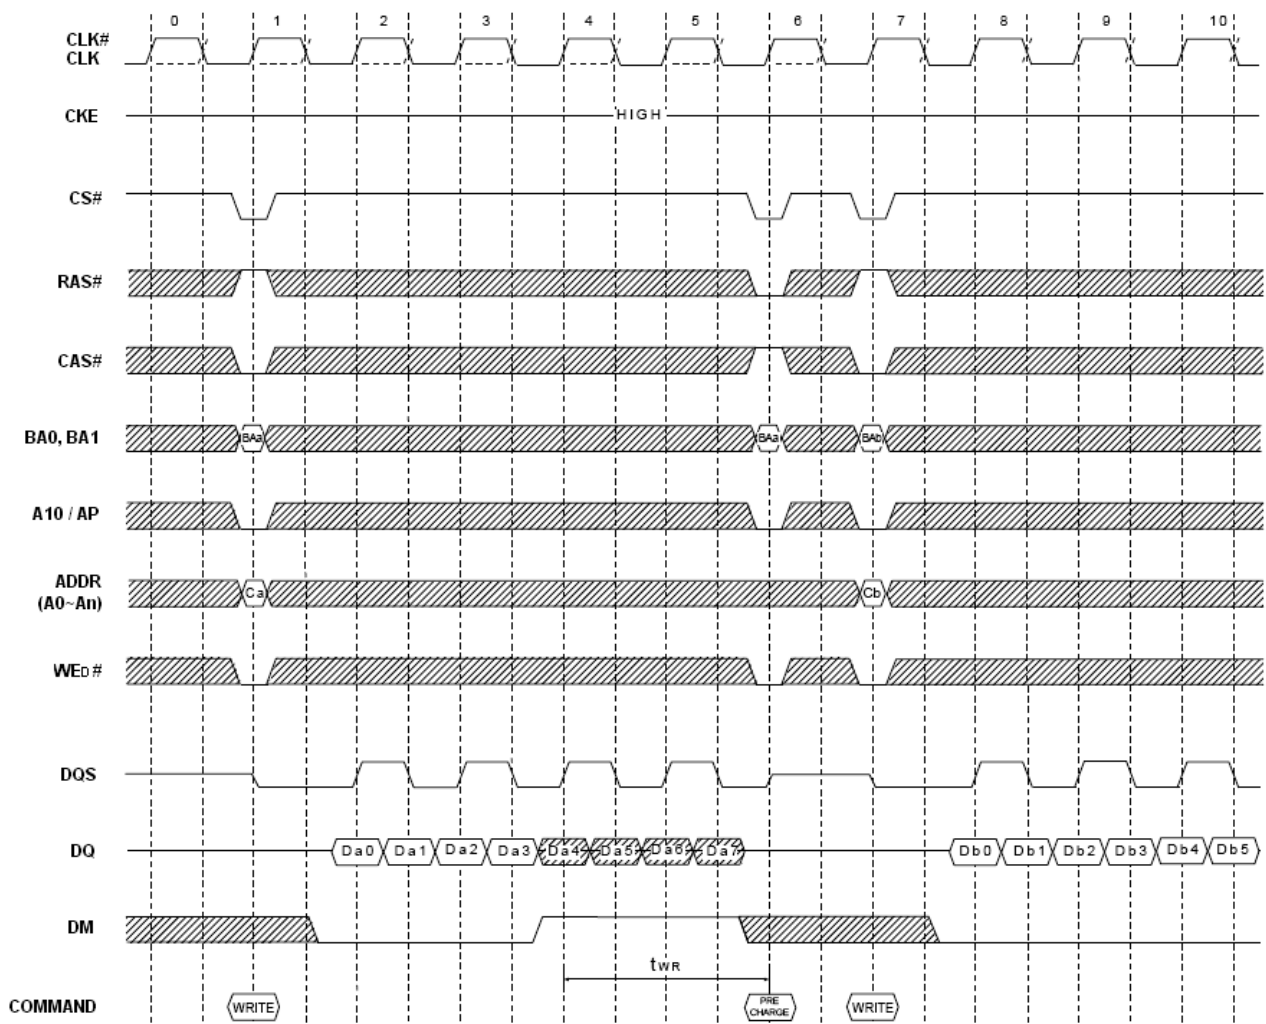 0 1 2 3 4 5 6 7 8 9 10
CLK#
CLK
CKE HIGH
CS#
RAS#
CAS#
BA0, BA1 BAa BAa BAb
A10 / AP
ADDR
(A0~An) Ca Cb
WED#
DQS
DQ Da0 Da1 Da2 Da3 Da4 Da5 Da6 Da7 Db0 Db1 Db2 Db3 Db4 Db5
DM
tWR
COMMAND WRITE PRE
CHARGE WRITE